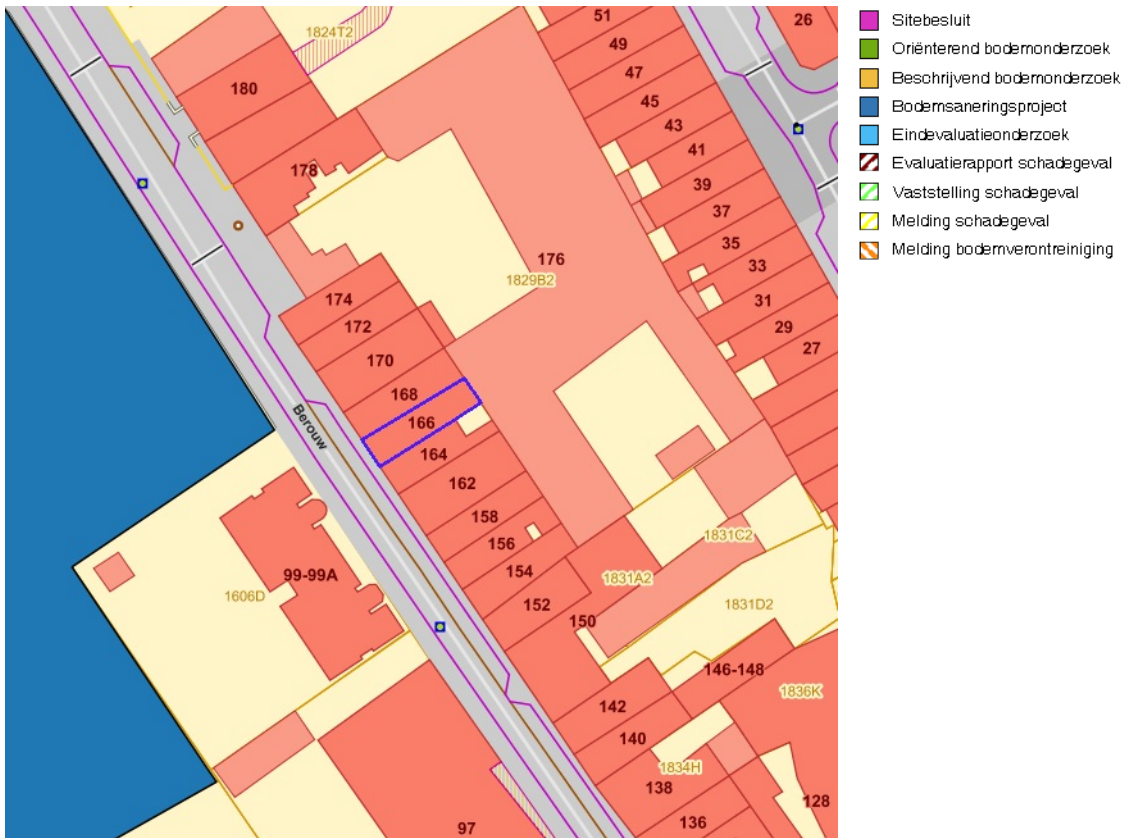 51
26
1824T2
49
47
180
45
43
41
178
39
37
35
176
33
1829B2
174
31
172
29
170
27
168
Berouw
166
164
162
158
1831C2
156
154
99-99A
1831A2
1606D
152
1831D2
150
146-148
1836K
142
140
1834H
138
128
136
97
Sitebesluit
Oriënterend bodemonderzoek
Beschrijvend bodemonderzoek
Bodemsaneringsproject
Eindevaluatieonderzoek
Evaluatierapport schadegeval
Vaststelling schadegeval
Melding schadegeval
Melding bodemverontreiniging